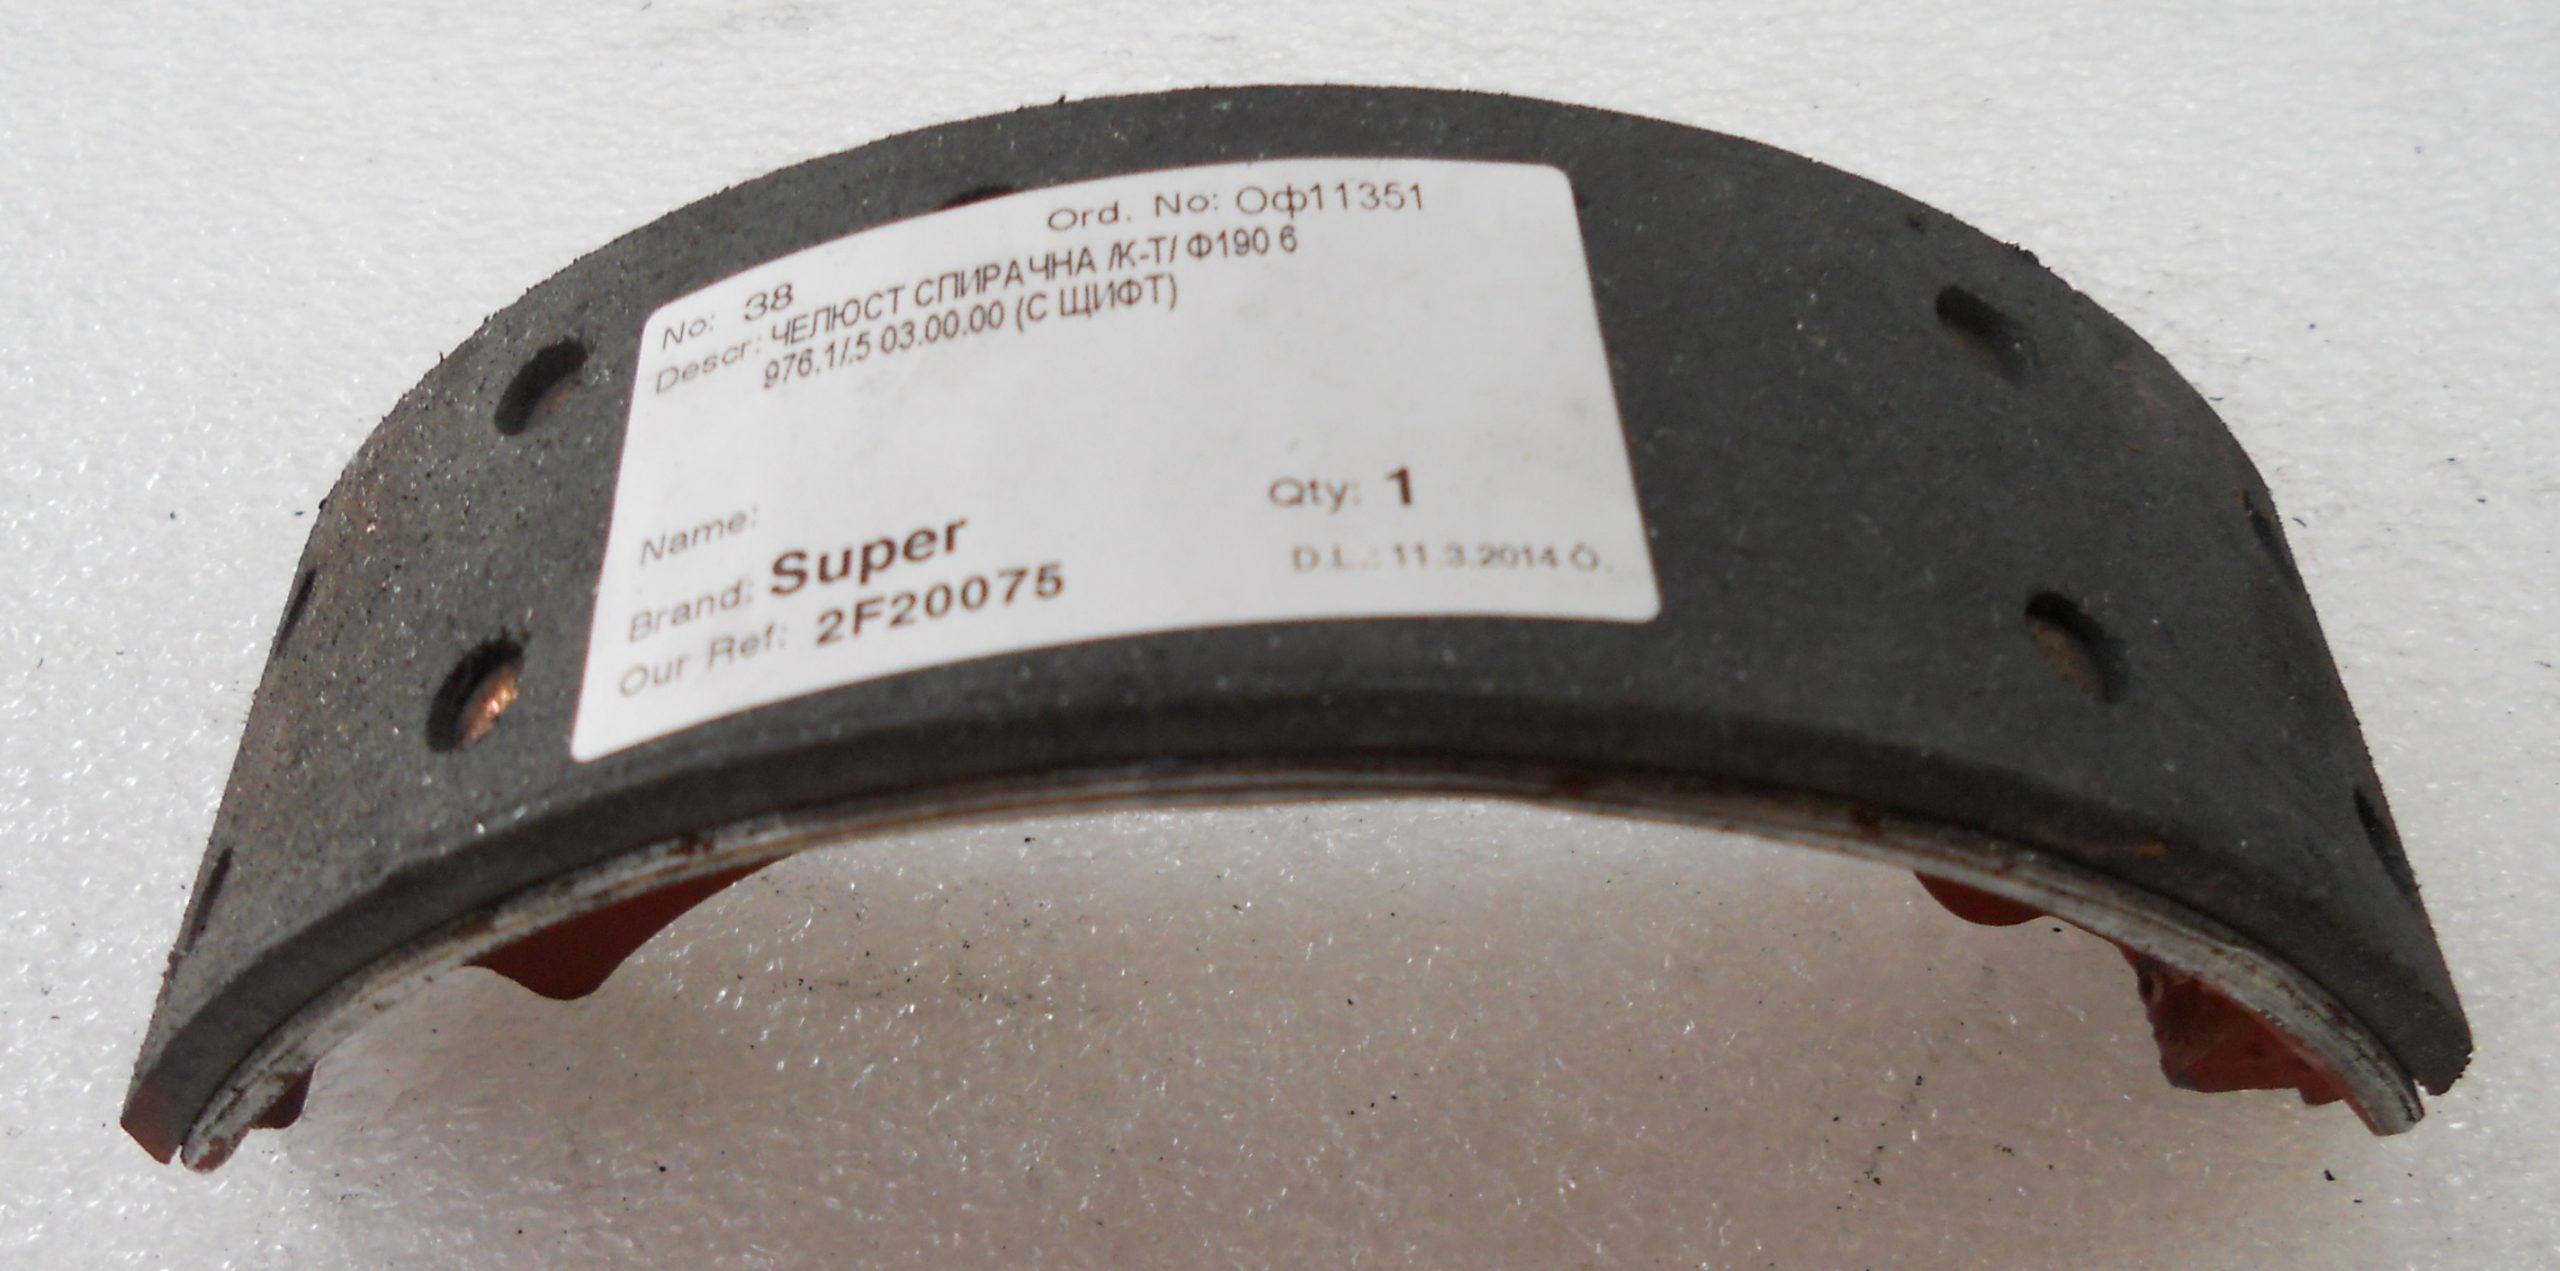 Ord. No: Оф11351
No: 38
Descr: ЧЕЛЮСТ СПИРАЧНА /К-Т/ Ф190 6
976.1/.5 03.00.00 (С ЩИФТ)
Name:
Qty: 1
Brand: Super
D.L.: 11.3.2014 ã.
Our Ref: 2F20075